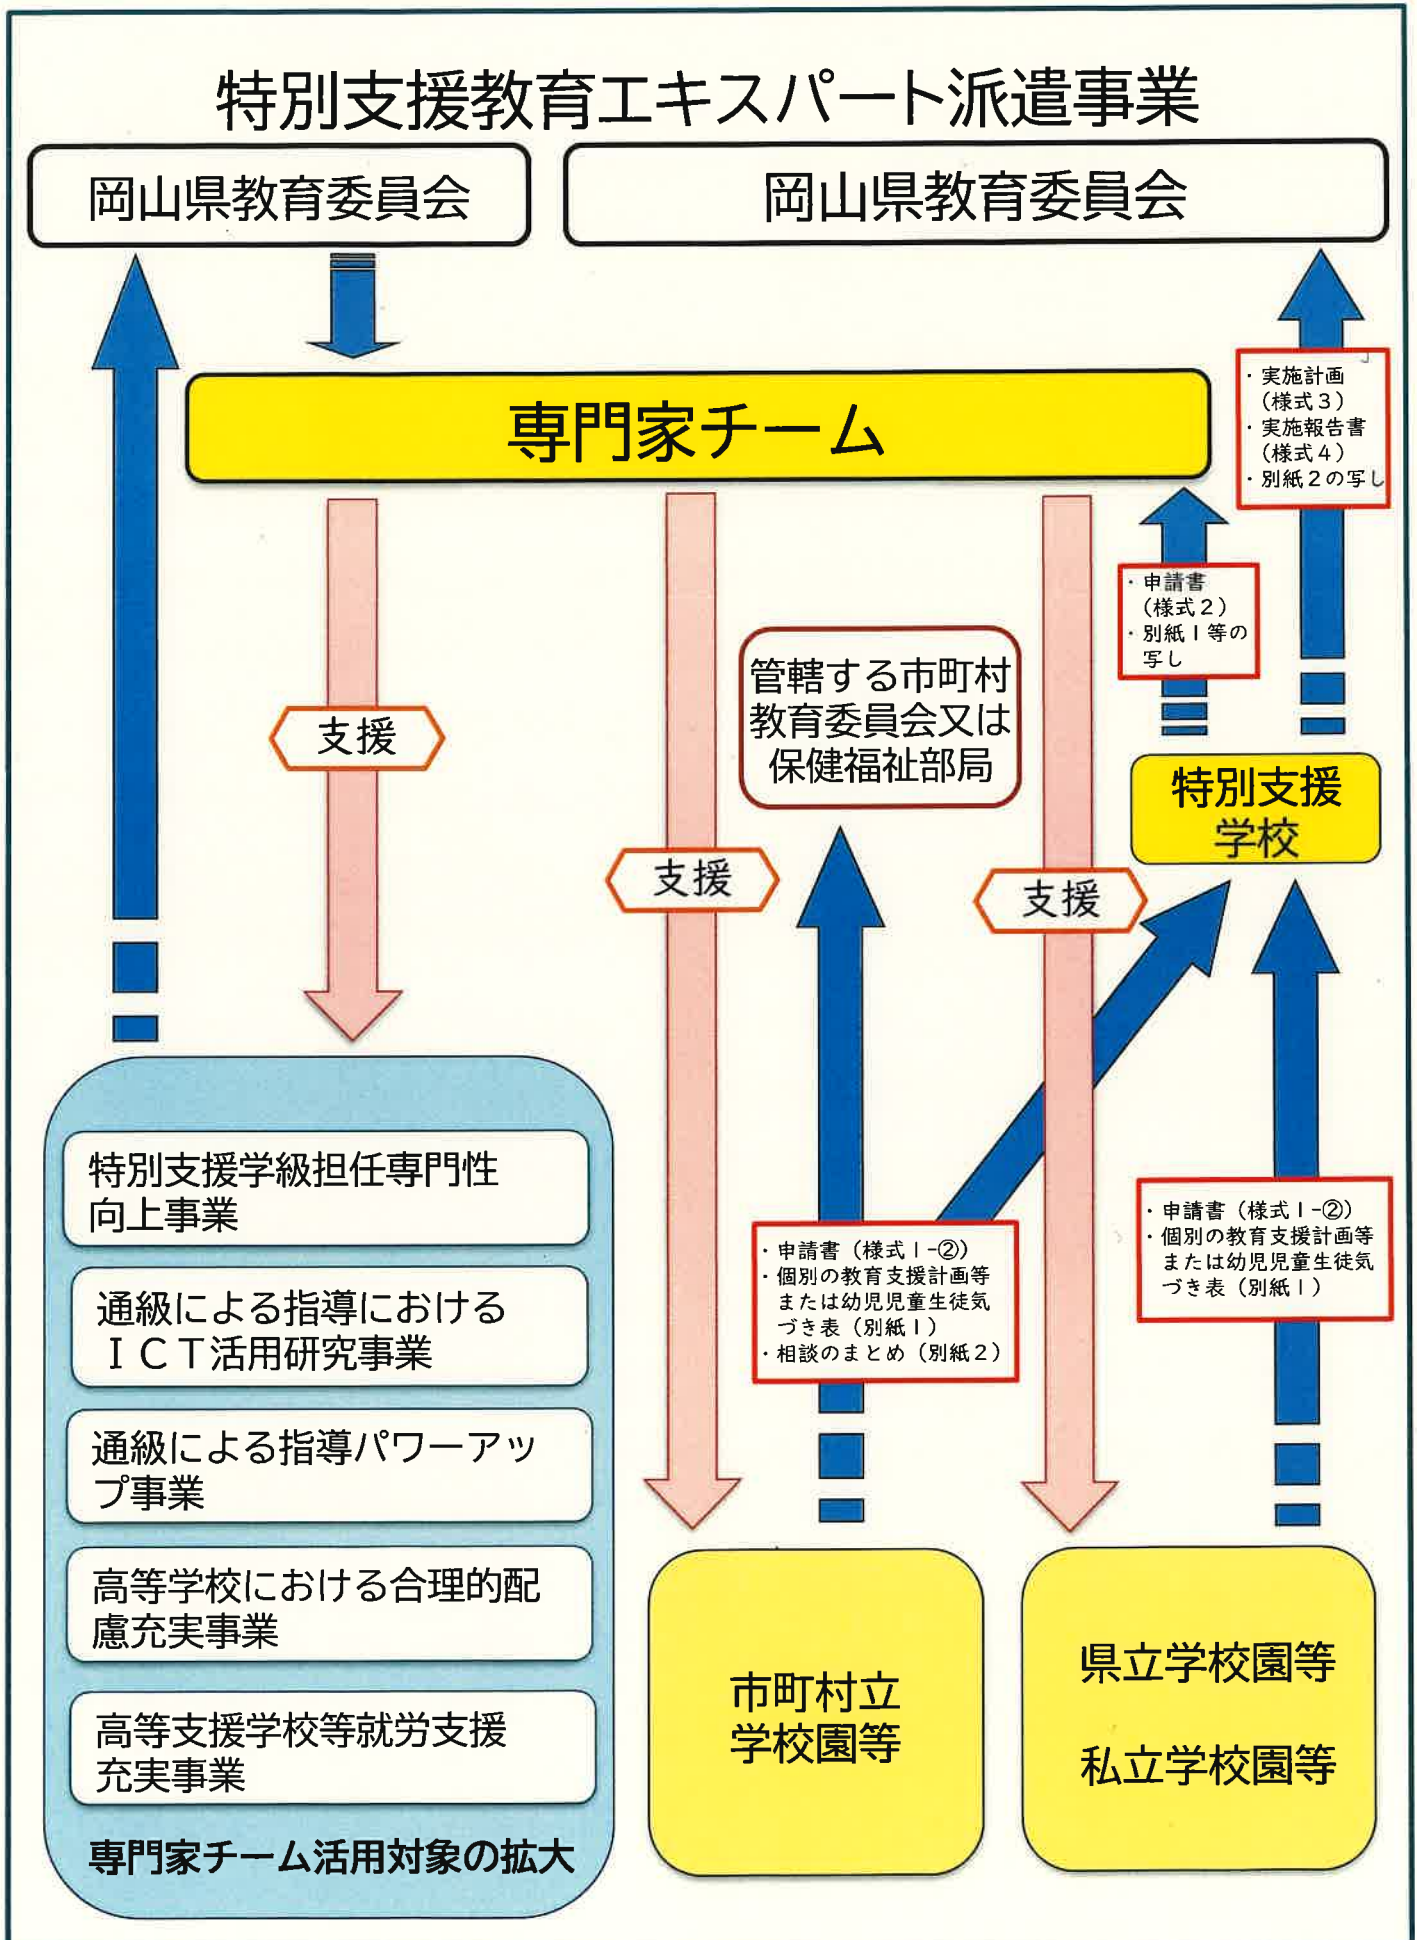 特別支援教育エキスパート派遣事業
岡山県教育委員会
岡山県教育委員会
専門家チーム
・実施計画
（様式３）
・実施報告書
（様式４）
・別紙２の写し
・申請書
（様式２）
・別紙１等の
写し
管轄する市町村
教育委員会又は
保健福祉部局
支援
支援
支援
特別支援
学校
特別支援学級担任専門性
向上事業
通級による指導における
ＩＣＴ活用研究事業
通級による指導パワーアッ
プ事業
高等学校における合理的配
慮充実事業
高等支援学校等就労支援
充実事業
専門家チーム活用対象の拡大
・申請書（様式１-②）
・個別の教育支援計画等
または幼児児童生徒気
づき表（別紙１）
・相談のまとめ（別紙２）
・申請書（様式１-②）
・個別の教育支援計画等
または幼児児童生徒気
づき表（別紙１）
市町村立
学校園等
県立学校園等
私立学校園等